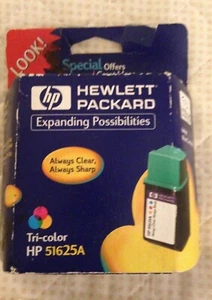 LOOK!
Special Offers
hp
HEWLETT
PACKARD
Expanding Possibilities
Always Clear,
Always Sharp
Tri-color
HP 51625A